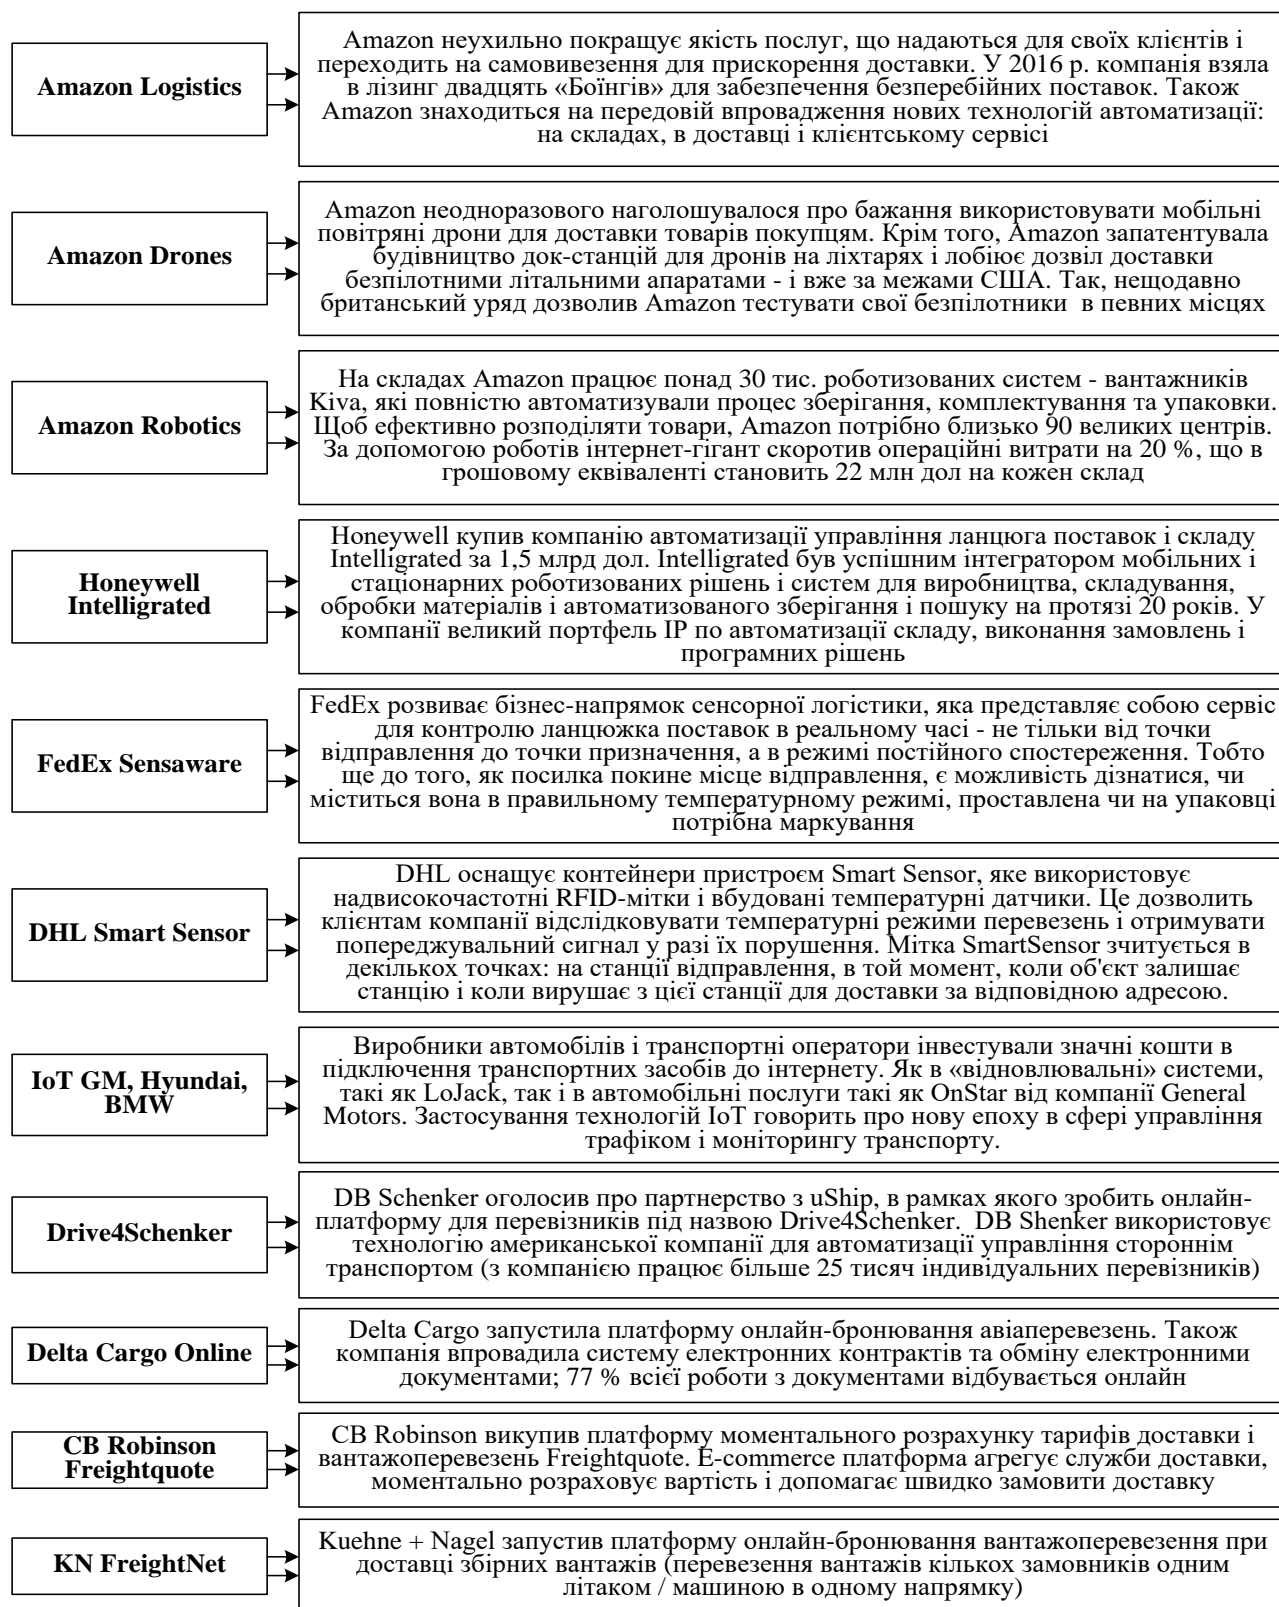 Amazon Logistics
Amazon неухильно покращує якість послуг, що надаються для своїх клієнтів і
переходить на самовивезення для прискорення доставки. У 2016 р. компанія взяла
в лізинг двадцять «Боїнгів» для забезпечення безперебійних поставок. Також
Amazon знаходиться на передовій впровадження нових технологій автоматизації:
на складах, в доставці і клієнтському сервісі
Amazon Drones
Amazon неодноразового наголошувалося про бажання використовувати мобільні
повітряні дрони для доставки товарів покупцям. Крім того, Amazon запатентувала
будівництво док-станцій для дронів на ліхтарях і лобіює дозвіл доставки
безпілотними літальними апаратами - і вже за межами США. Так, нещодавно
британський уряд дозволив Amazon тестувати свої безпілотники  в певних місцях
Amazon Robotics
На складах Amazon працює понад 30 тис. роботизованих систем - вантажників
Kiva, які повністю автоматизували процес зберігання, комплектування та упаковки.
Щоб ефективно розподіляти товари, Amazon потрібно близько 90 великих центрів.
За допомогою роботів інтернет-гігант скоротив операційні витрати на 20 %, що в
грошовому еквіваленті становить 22 млн дол на кожен склад
Honeywell
Intelligrated
Honeywell купив компанію автоматизації управління ланцюга поставок і складу
Intelligrated за 1,5 млрд дол. Intelligrated був успішним інтегратором мобільних і
стаціонарних роботизованих рішень і систем для виробництва, складування,
обробки матеріалів і автоматизованого зберігання і пошуку на протязі 20 років. У
компанії великий портфель IP по автоматизації складу, виконання замовлень і
програмних рішень
FedEx Sensaware
FedEx розвиває бізнес-напрямок сенсорної логістики, яка представляє собою сервіс
для контролю ланцюжка поставок в реальному часі - не тільки від точки
відправлення до точки призначення, а в режимі постійного спостереження. Тобто
ще до того, як посилка покине місце відправлення, є можливість дізнатися, чи
міститься вона в правильному температурному режимі, проставлена чи на упаковці
потрібна маркування
DHL Smart Sensor
DHL оснащує контейнери пристроєм Smart Sensor, яке використовує
надвисокочастотні RFID-мітки і вбудовані температурні датчики. Це дозволить
клієнтам компанії відслідковувати температурні режими перевезень і отримувати
попереджувальний сигнал у разі їх порушення. Мітка SmartSensor зчитується в
декількох точках: на станції відправлення, в той момент, коли об'єкт залишає
станцію і коли вирушає з цієї станції для доставки за відповідною адресою.
IoT GM, Hyundai,
BMW
Виробники автомобілів і транспортні оператори інвестували значні кошти в
підключення транспортних засобів до інтернету. Як в «відновлювальні» системи,
такі як LoJack, так і в автомобільні послуги такі як OnStar від компанії General
Motors. Застосування технологій IoT говорить про нову епоху в сфері управління
трафіком і моніторингу транспорту.
Drive4Schenker
DB Schenker оголосив про партнерство з uShip, в рамках якого зробить онлайн-
платформу для перевізників під назвою Drive4Schenker.  DB Shenker використовує
технологію американської компанії для автоматизації управління стороннім
транспортом (з компанією працює більше 25 тисяч індивідуальних перевізників)
Delta Cargo Online
Delta Cargo запустила платформу онлайн-бронювання авіаперевезень. Також
компанія впровадила систему електронних контрактів та обміну електронними
документами; 77 % всієї роботи з документами відбувається онлайн
CB Robinson
Freightquote
CB Robinson викупив платформу моментального розрахунку тарифів доставки і
вантажоперевезень Freightquote. E-commerce платформа агрегує служби доставки,
моментально розраховує вартість і допомагає швидко замовити доставку
KN FreightNet
Kuehne + Nagel запустив платформу онлайн-бронювання вантажоперевезення при
доставці збірних вантажів (перевезення вантажів кількох замовників одним
літаком / машиною в одному напрямку)